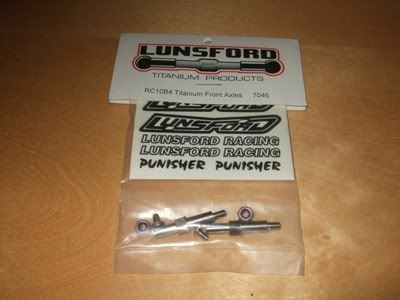 LUNSFORD
TITANIUM PRODUCTS
RC10B4 Titanium Front Axles 7046
LUNSFORD
LUNSFORD RACING
LUNSFORD RACING
PUNISHER PUNISHER